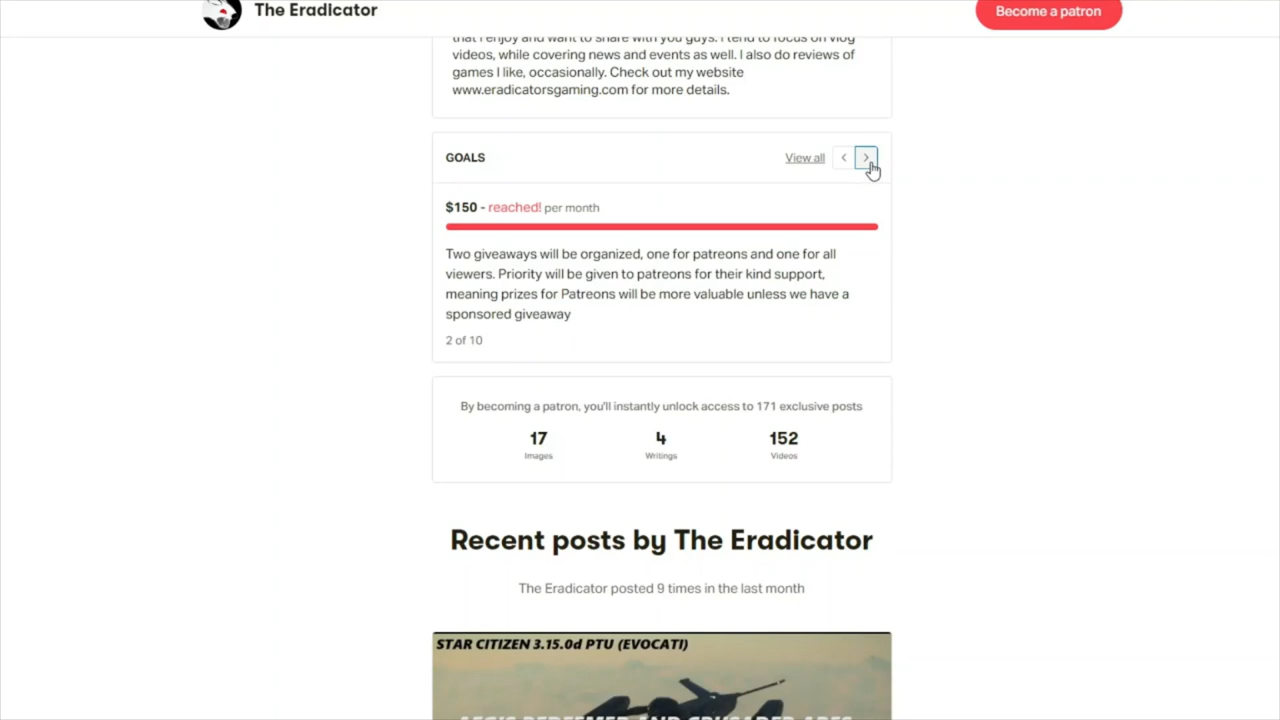 The Eradicator
Become a patron
that I enjoy and want to share with you guys. I tend to focus on vlog
videos, while covering news and events as well. I also do reviews of
games I like, occasionally. Check out my website
www.eradicatorsgaming.com for more details.
GOALS
View all
$150 - reached! per month
Two giveaways will be organized, one for patreons and one for all
viewers. Priority will be given to patreons for their kind support,
meaning prizes for Patreons will be more valuable unless we have a
sponsored giveaway
2 of 10
By becoming a patron, you'll instantly unlock access to 171 exclusive posts
17
4
152
Images
Writings
Videos
Recent posts by The Eradicator
The Eradicator posted 9 times in the last month
STAR CITIZEN 3.15.0d PTU (EVOCATI)
AEGIS REDEEMER AND CRUSADER ARES